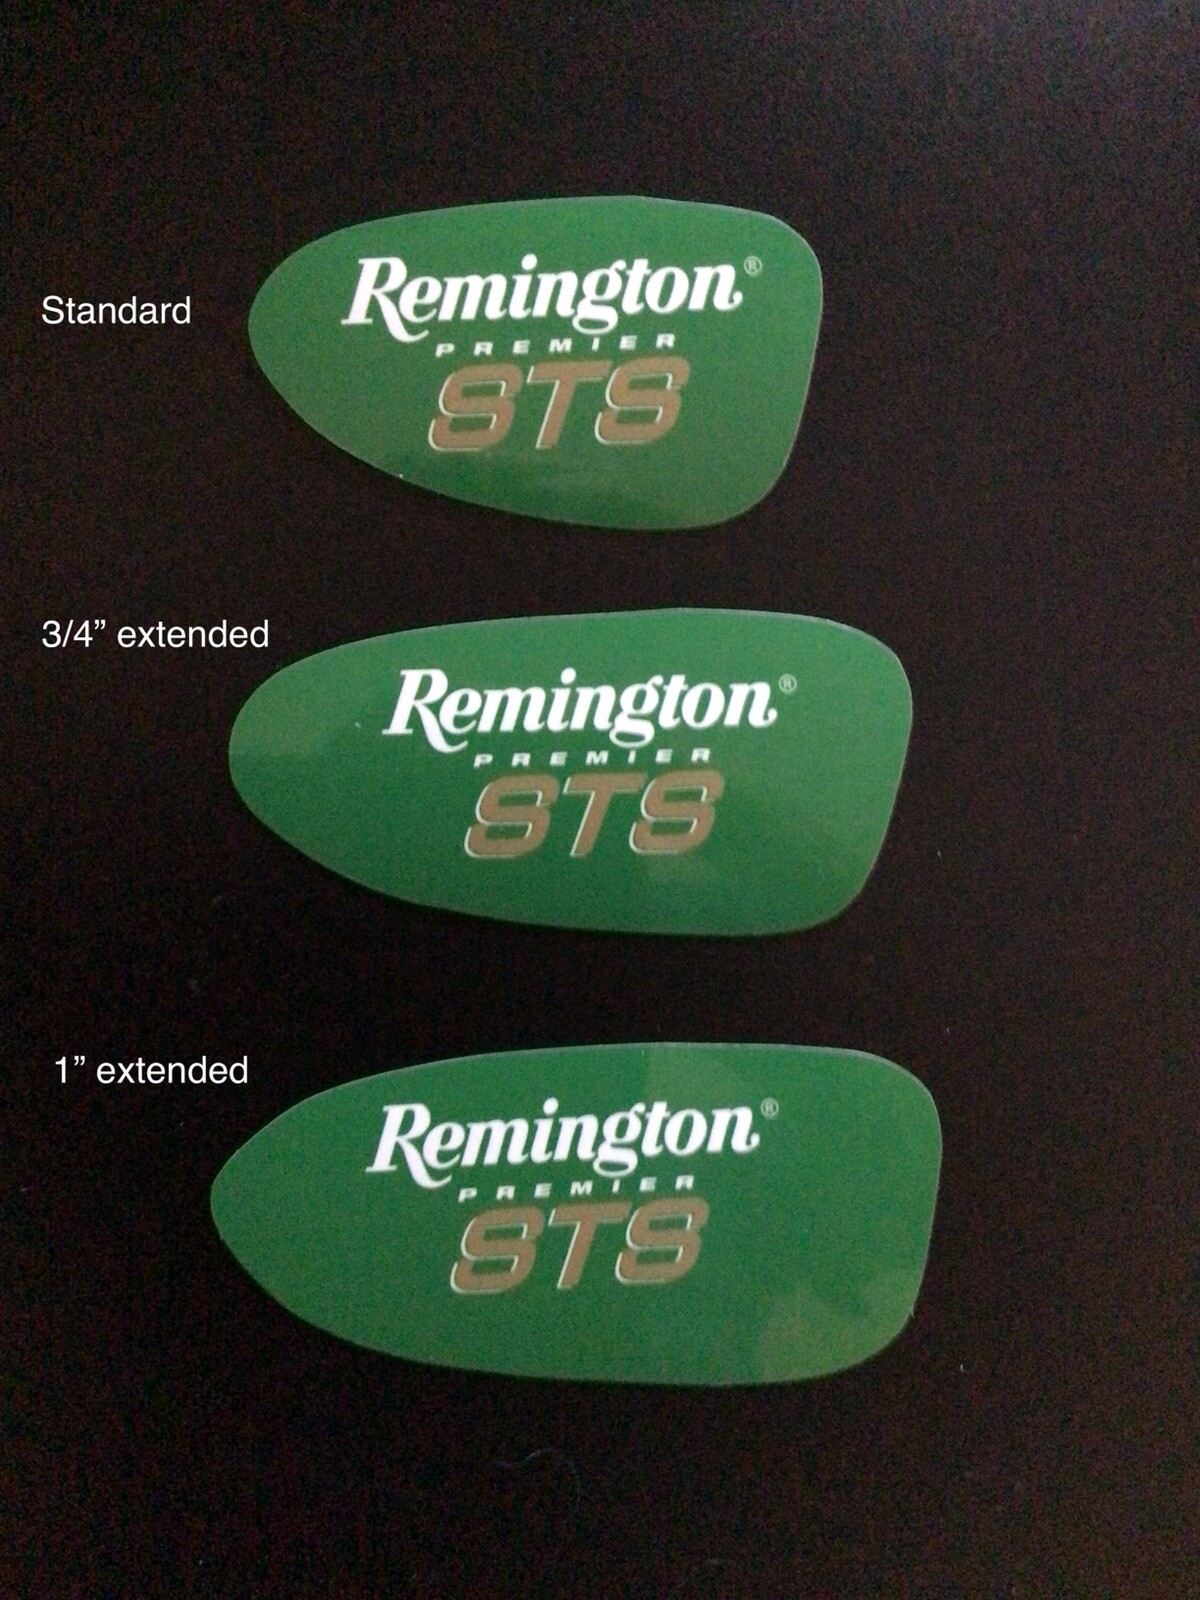 Standard
Remington®
PREMIER
STS
3/4” extended
Remington®
PREMIER
STS
1” extended
Remington®
PREMIER
STS